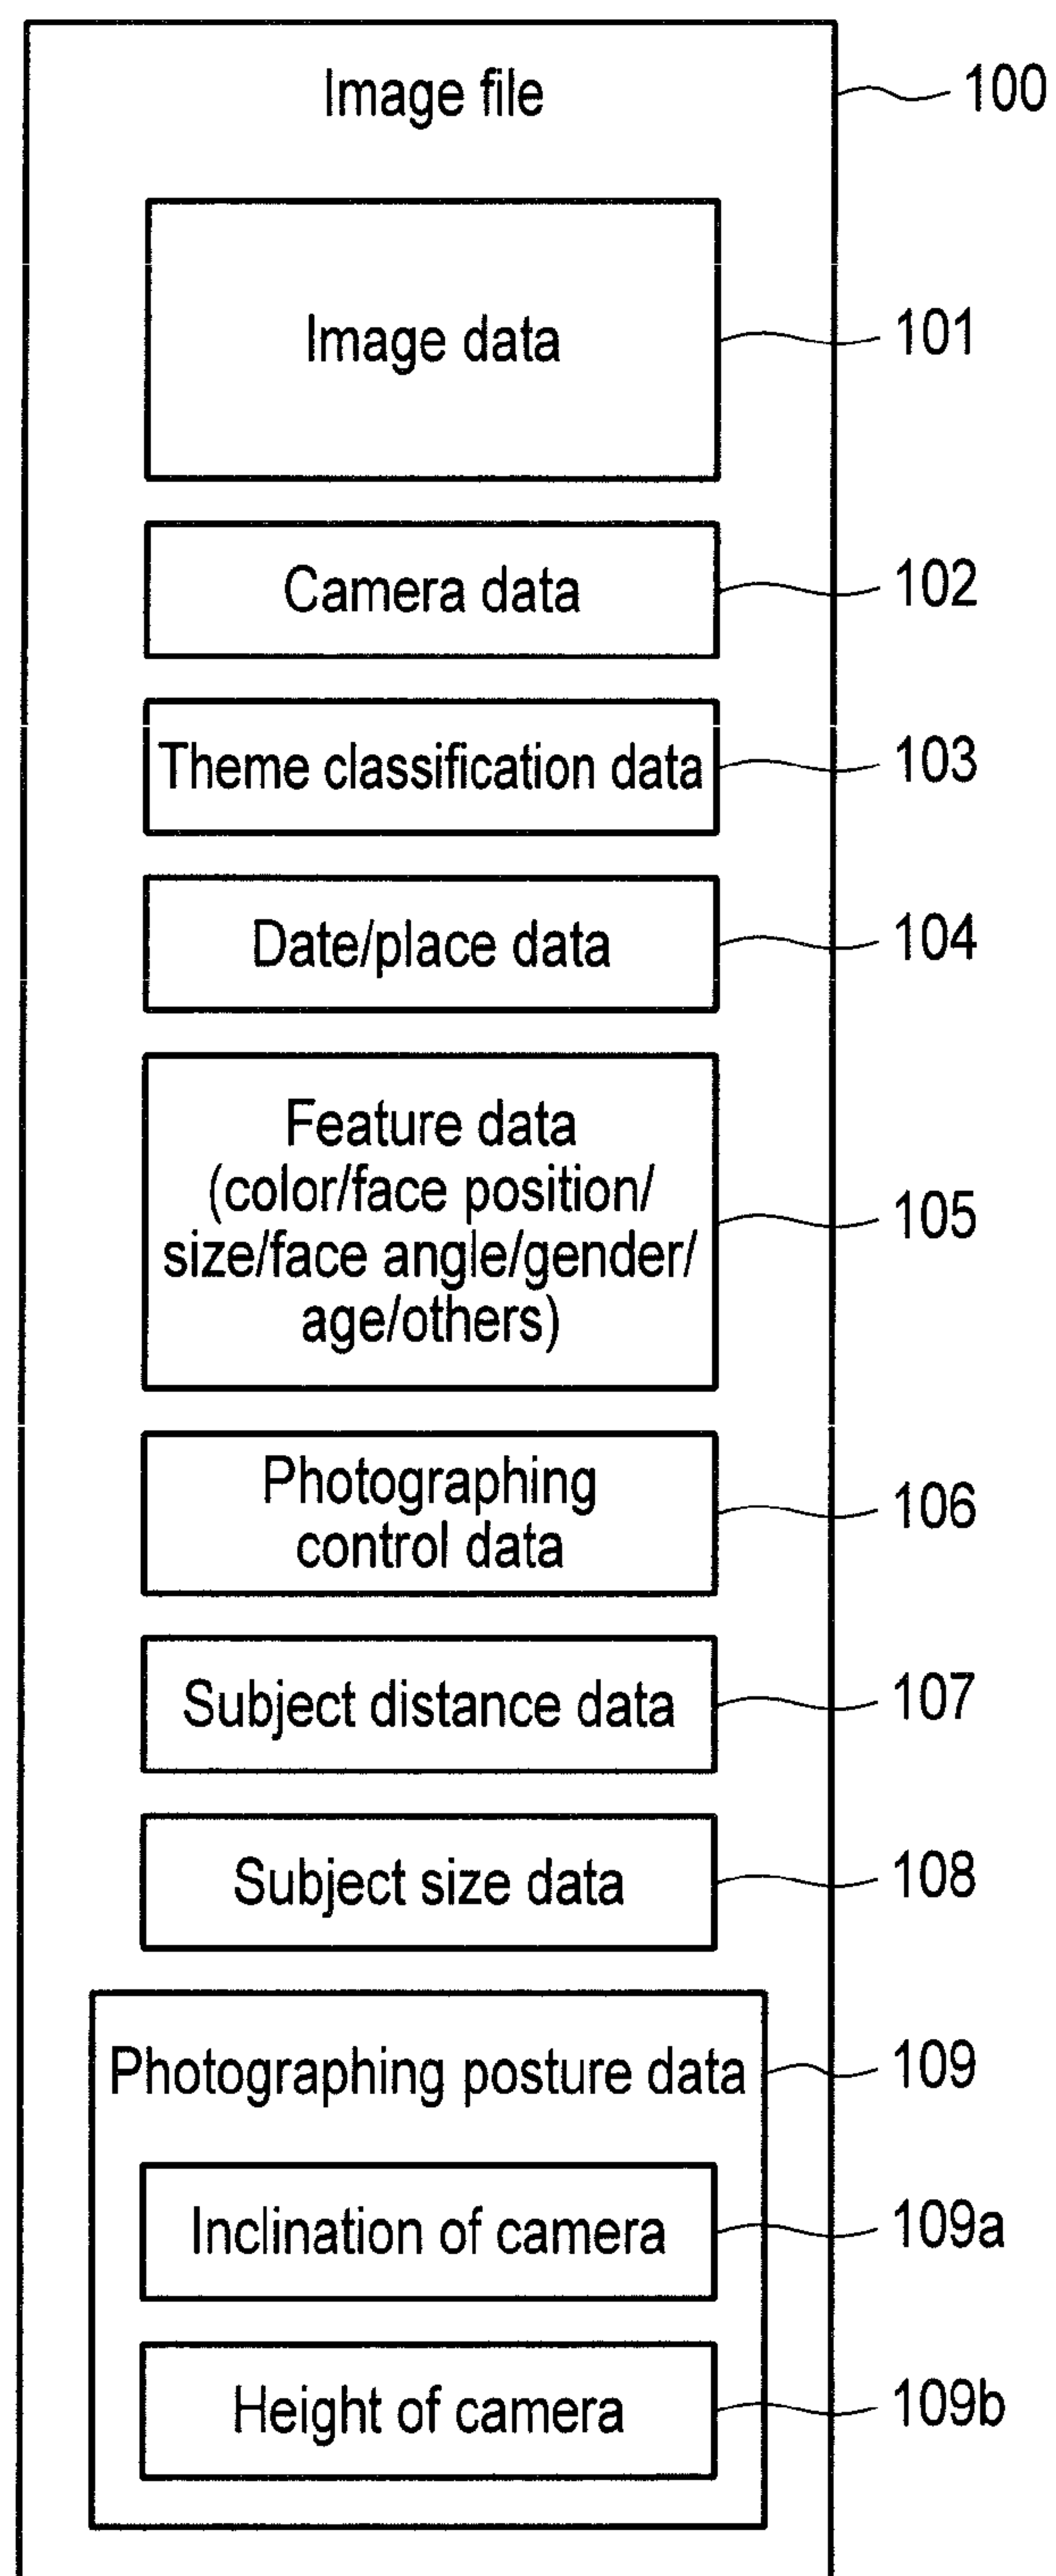 Image file
100
Image data
101
Camera data
102
Theme classification data
103
Date/place data
104
Feature data
(color/face position/
size/face angle/gender/
age/others)
105
Photographing
control data
106
Subject distance data
107
Subject size data
108
Photographing posture data
109
Inclination of camera
109a
Height of camera
109b